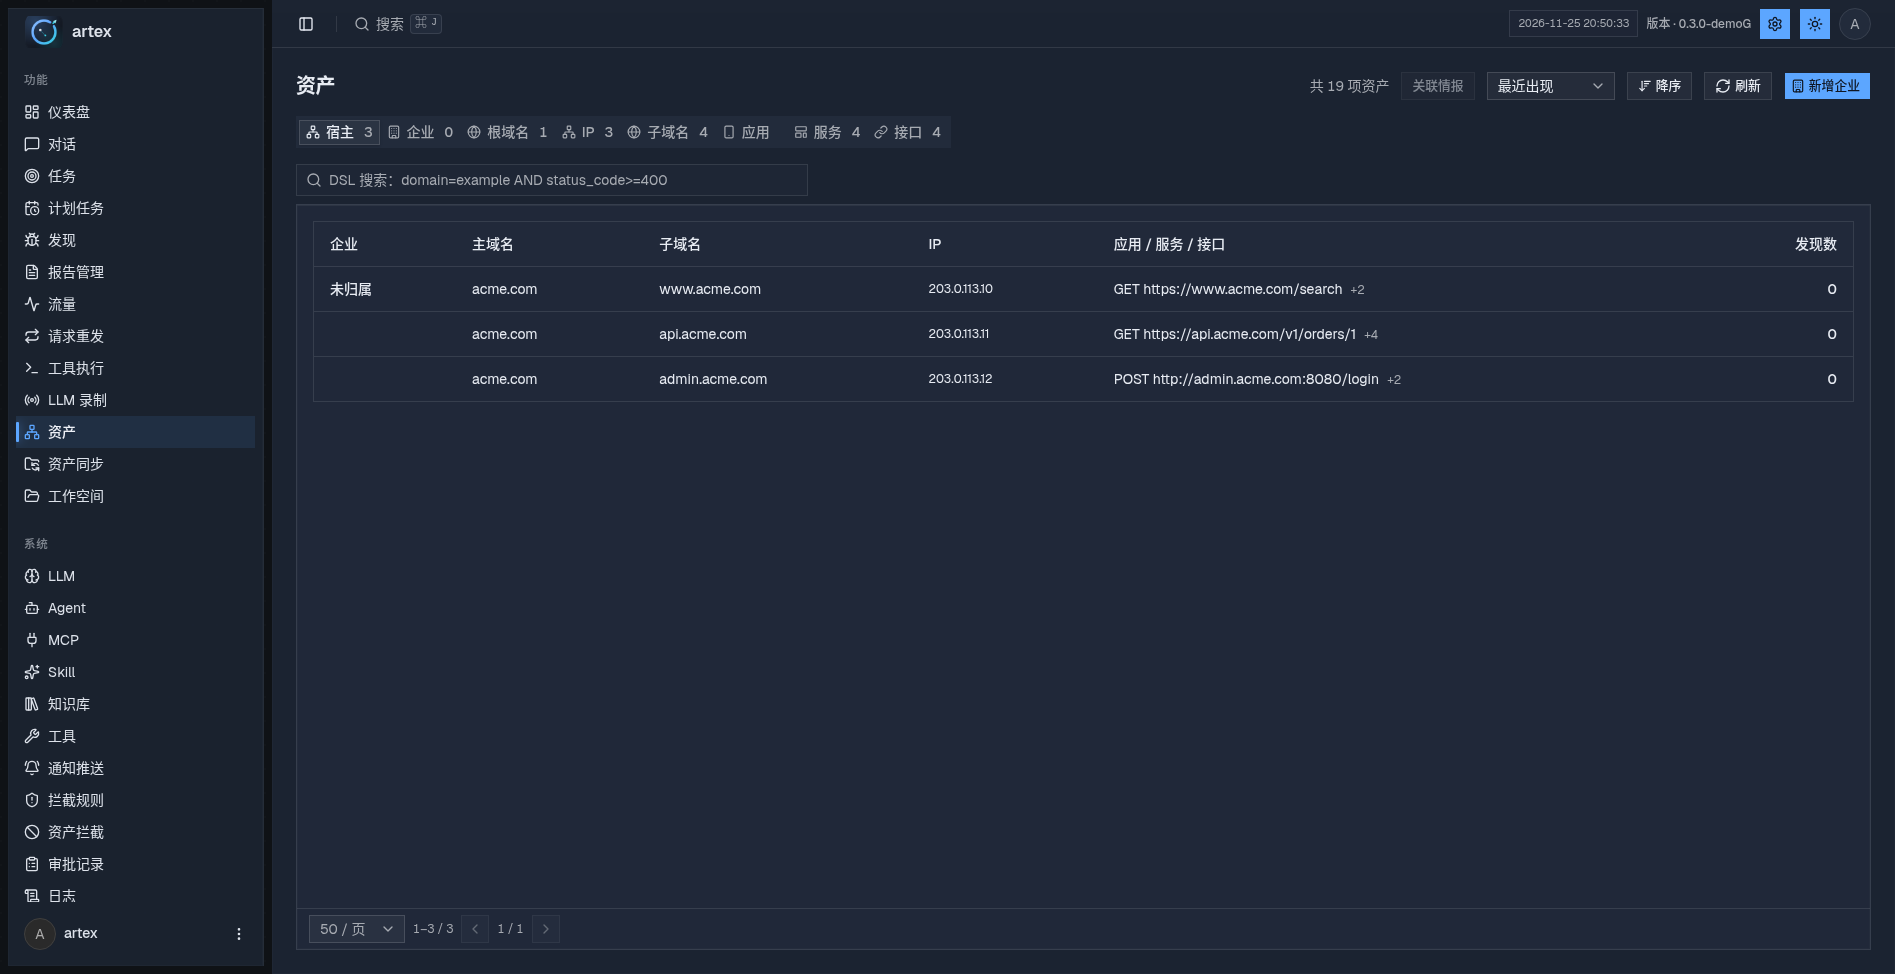 artex
搜索 ⌘ J
2026-11-25 20:50:33
版本 · 0.3.0-demoG
A
功能
仪表盘
对话
任务
计划任务
发现
报告管理
流量
请求重发
工具执行
LLM 录制
资产
资产同步
工作空间
系统
LLM
Agent
MCP
Skill
知识库
工具
通知推送
拦截规则
资产拦截
审批记录
日志
A artex
资产
共 19 项资产
关联情报
最近出现
降序
刷新
新增企业
宿主 3 企业 0 根域名 1 IP 3 子域名 4 应用 服务 4 接口 4
DSL 搜索：domain=example AND status_code>=400
企业 主域名 子域名 IP 应用 / 服务 / 接口 发现数
未归属 acme.com www.acme.com 203.0.113.10 GET https://www.acme.com/search +2 0
acme.com api.acme.com 203.0.113.11 GET https://api.acme.com/v1/orders/1 +4 0
acme.com admin.acme.com 203.0.113.12 POST http://admin.acme.com:8080/login +2 0
50 / 页 1–3 / 3 1 / 1